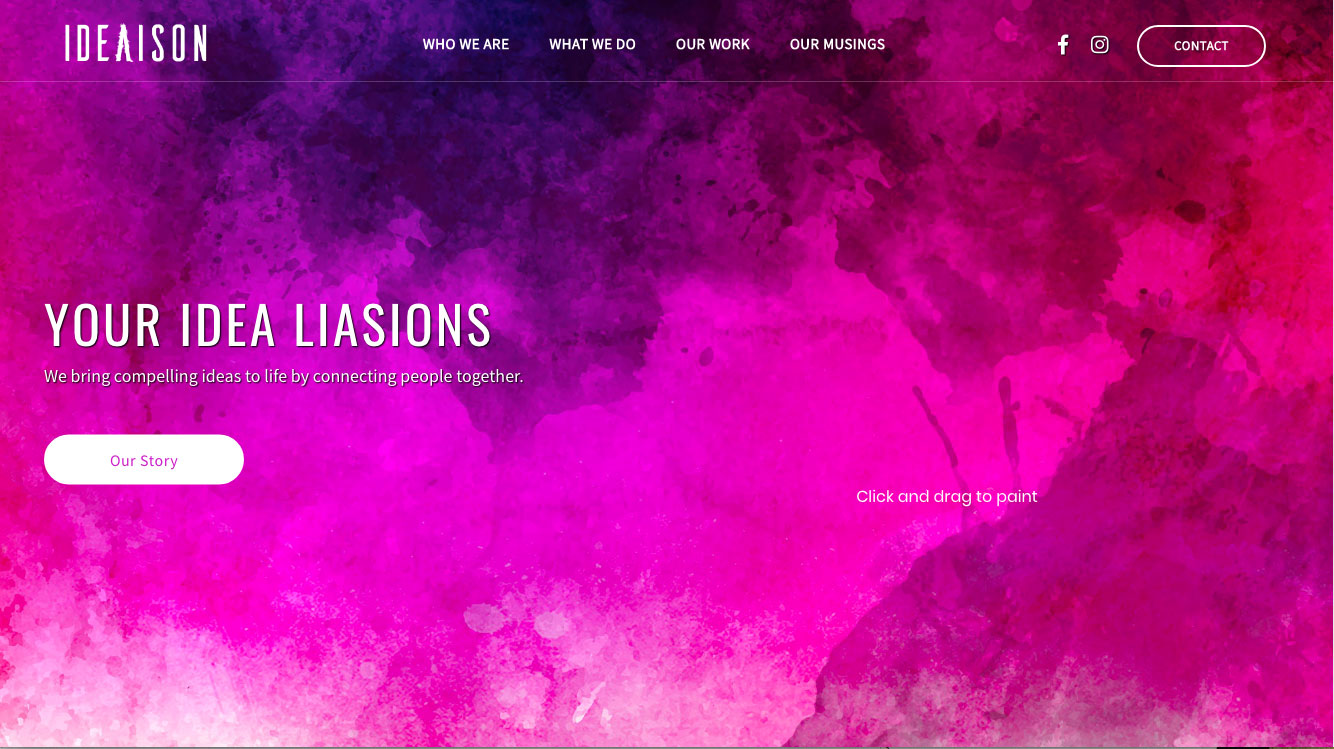 IDEAISON
WHO WE ARE WHAT WE DO OUR WORK OUR MUSINGS CONTACT
YOUR IDEA LIASIONS
We bring compelling ideas to life by connecting people together.
Our Story
Click and drag to paint